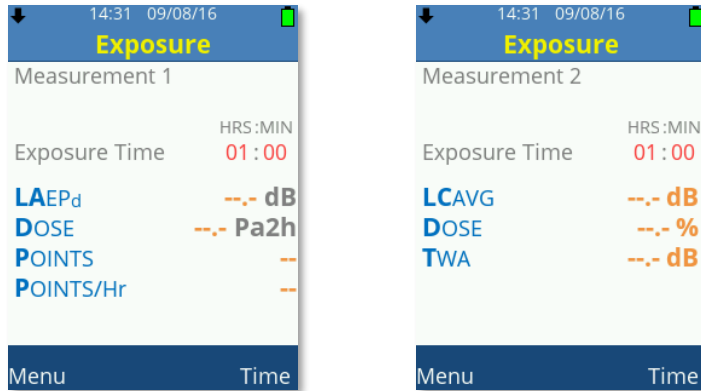 14:31 09/08/16
Exposure
Measurement 1
HRS:MIN
Exposure Time 01:00
LAEPd --.- dB
DOSE --.- Pa2h
POINTS --
POINTS/Hr --
Menu Time
14:31 09/08/16
Exposure
Measurement 2
HRS:MIN
Exposure Time 01:00
LCAVG --.- dB
DOSE --.- %
TWA --.- dB
Menu Time